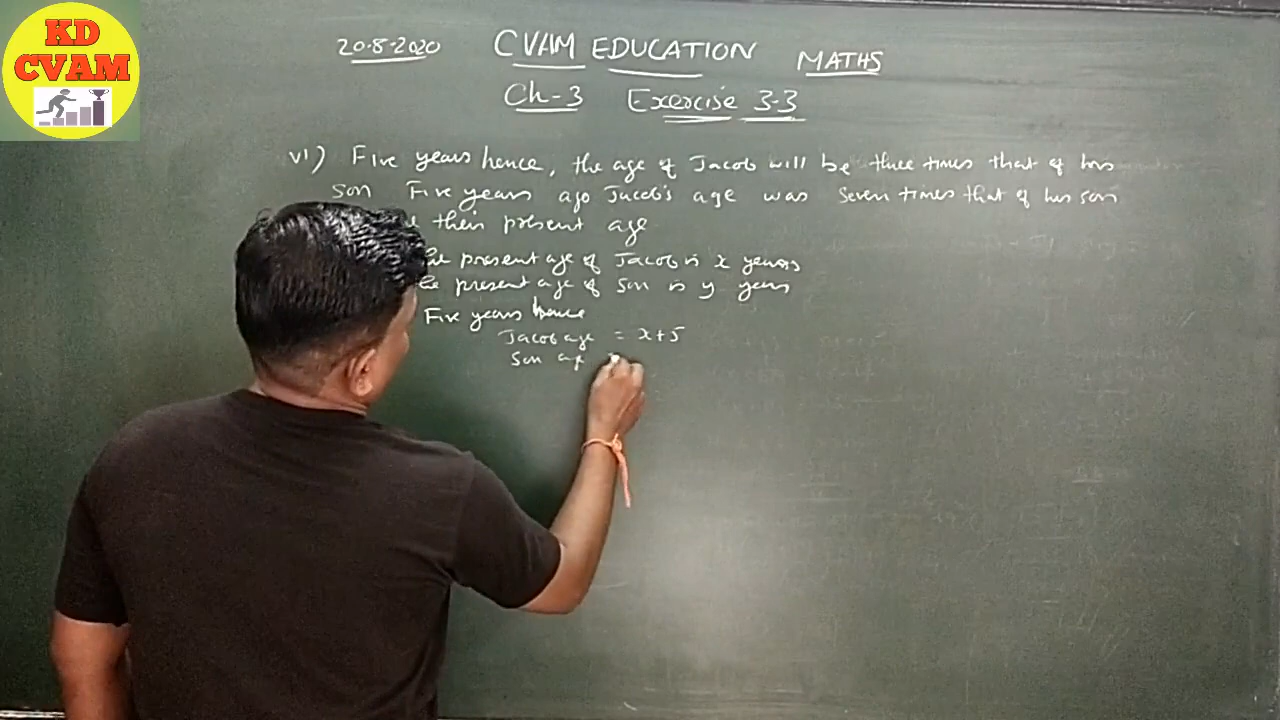 KD
CVAM
20.8.2020 CVAM EDUCATION MATHS
Ch-3 Exercise 3.3
vi) Five years hence, the age of Jacob will be three times that of his
son Five years ago Jacob's age was Seven times that of his son
their present age
present age of Jacob is x years
present age of son is y years
Five years hence
Jacob age = x+5
Son age